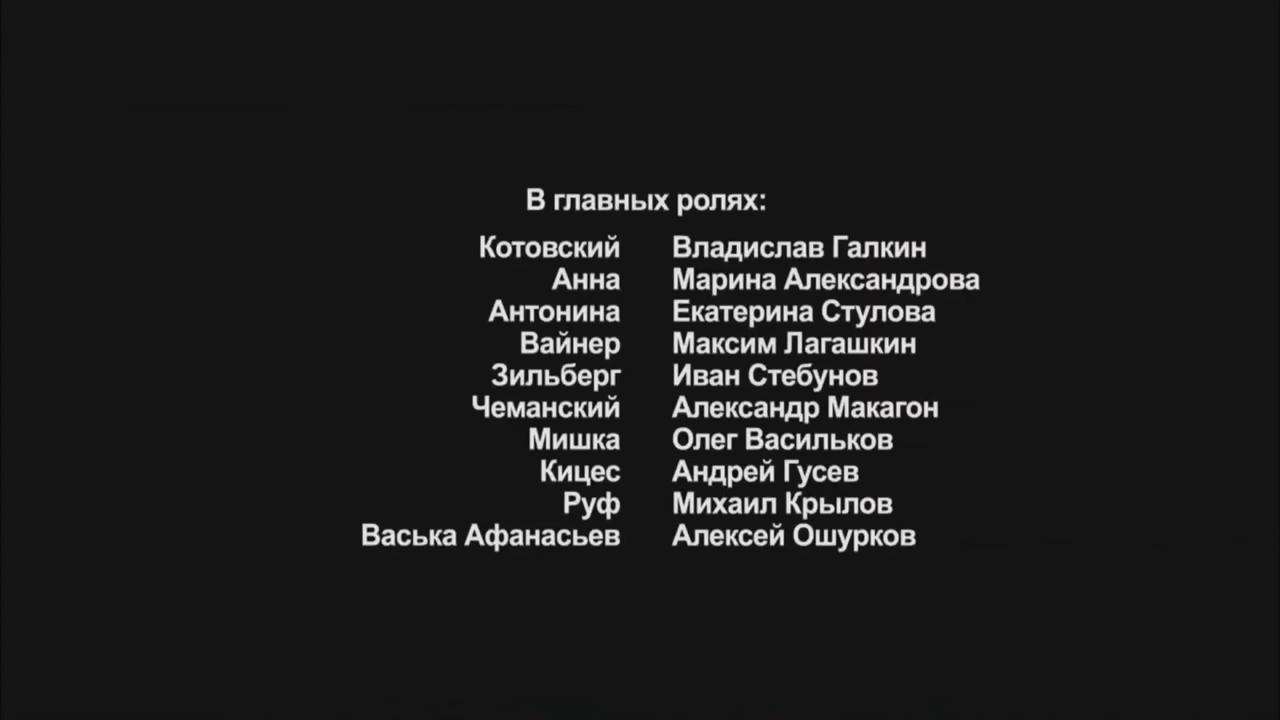 В главных ролях:
Котовский Владислав Галкин
Анна Марина Александрова
Антонина Екатерина Стулова
Вайнер Максим Лагашкин
Зильберг Иван Стебунов
Чеманский Александр Макагон
Мишка Олег Васильков
Кицес Андрей Гусев
Руф Михаил Крылов
Васька Афанасьев Алексей Ошурков